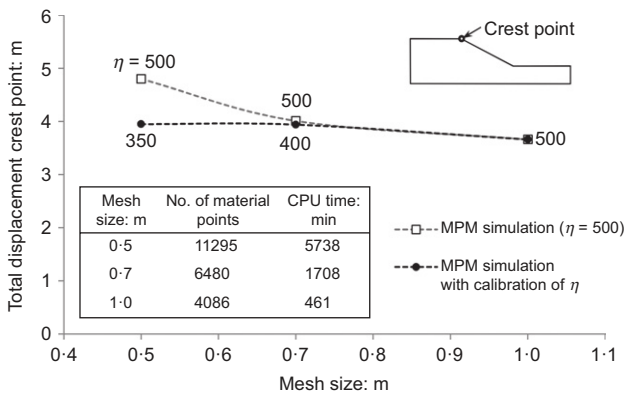 Total displacement crest point: m
6
5
4
3
2
1
0
0·4
0·5
0·6
0·7
0·8
0·9
1·0
1·1
Mesh size: m
Crest point
η = 500
500
500
350
400
Mesh size: m
No. of material points
CPU time: min
0·5 11295 5738
0·7 6480 1708
1·0 4086 461
MPM simulation (η = 500)
MPM simulation
with calibration of η